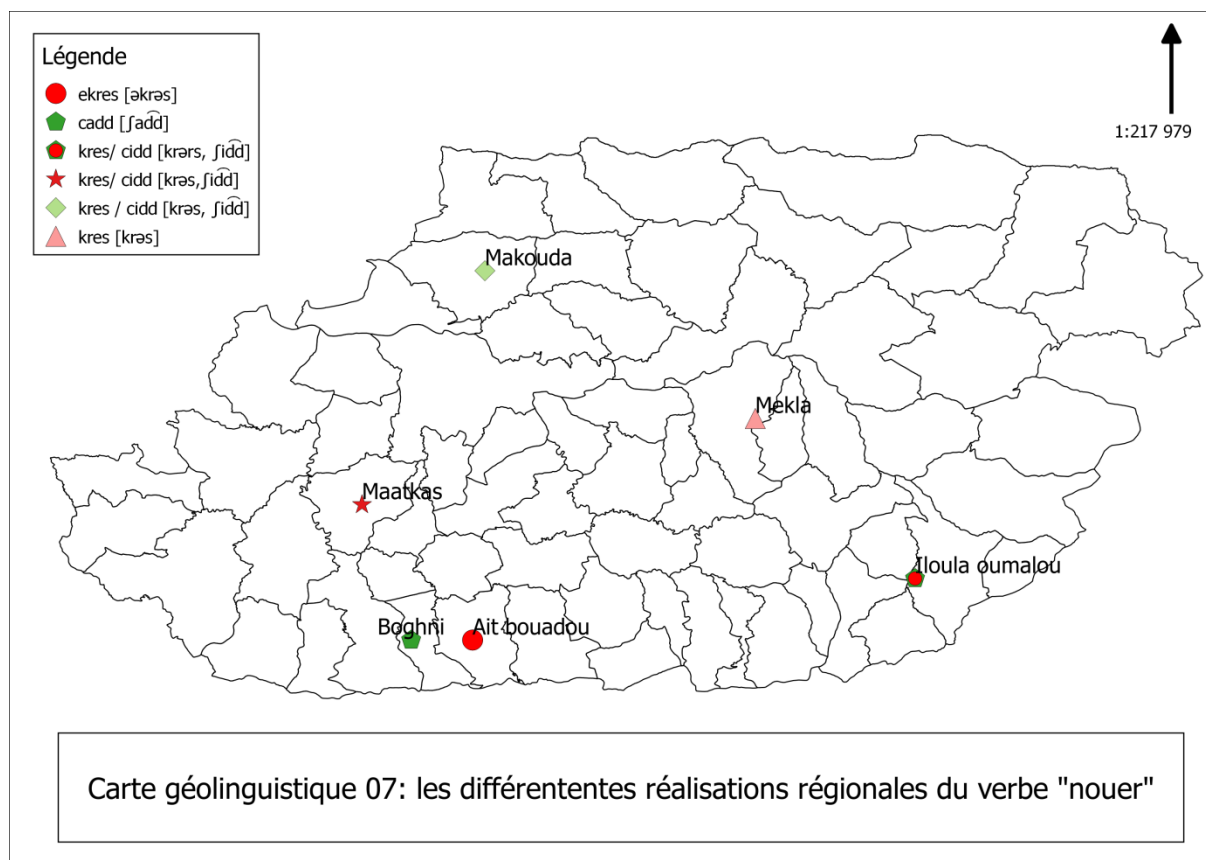 Légende
ekres [əkrəs]
cadd [ʃad͡d]
kres/ cidd [krərs, ʃid͡d]
kres/ cidd [krəs,ʃid͡d]
kres / cidd [krəs, ʃid͡d]
kres [krəs]
1:217 979
Makouda
Mekla
Maatkas
Iloula oumalou
Boghni
Ait bouadou
Carte géolinguistique 07: les différententes réalisations régionales du verbe "nouer"